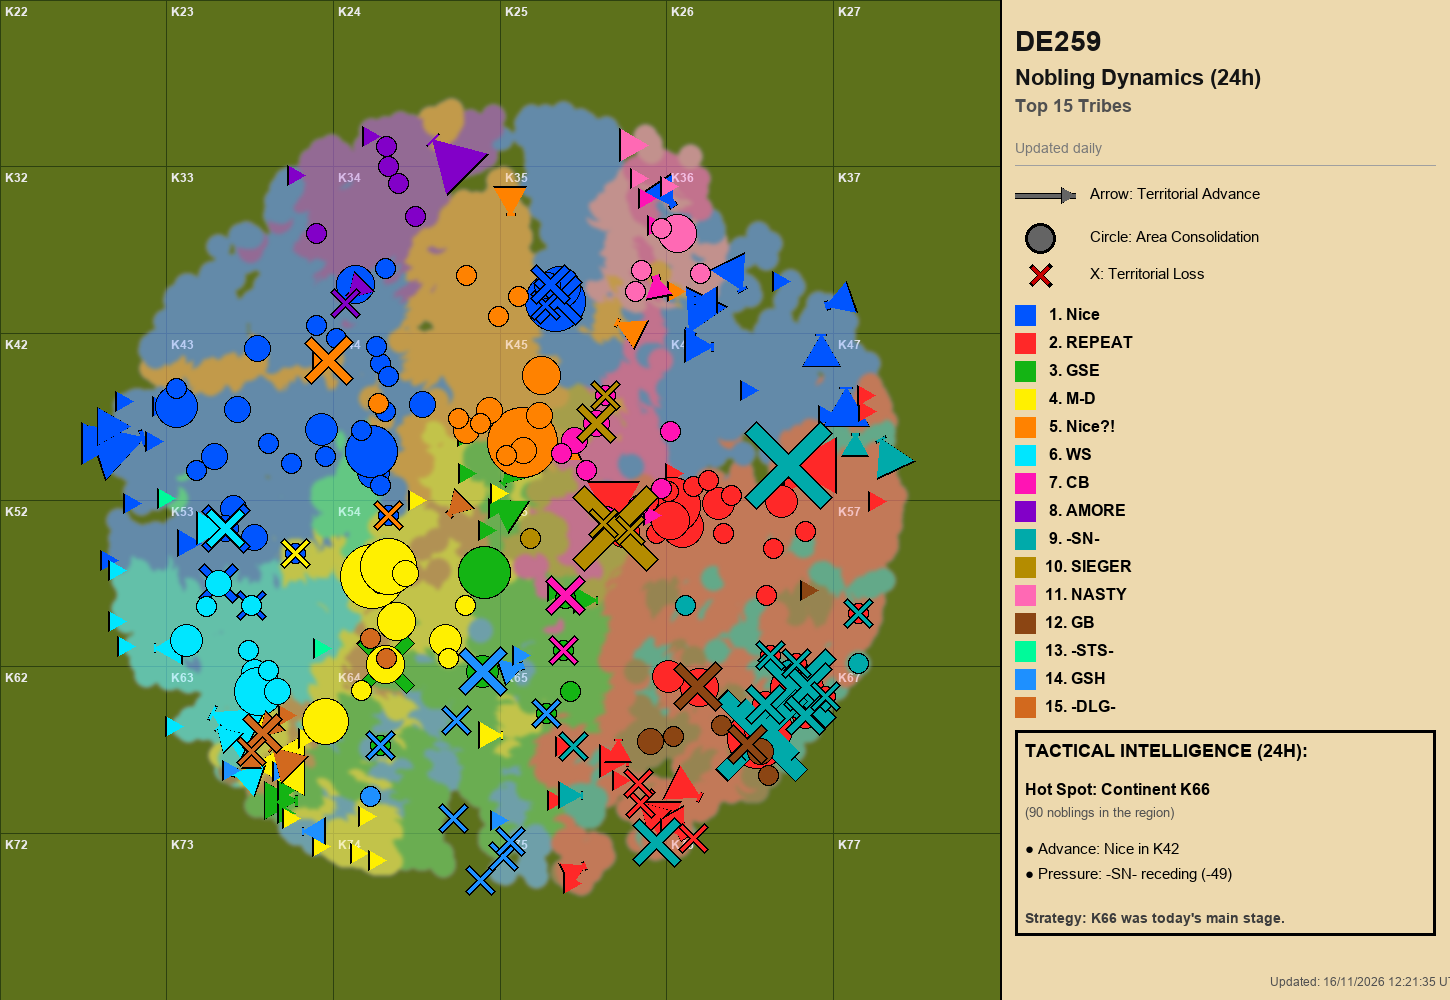 K22
K23
K24
K25
K26
K27
K32
K33
K34
K35
K36
K37
K42
K43
K45
K47
K52
K53
K54
K57
K62
K63
K64
K67
K72
K73
K77
DE259
Nobling Dynamics (24h)
Top 15 Tribes
Updated daily
Arrow: Territorial Advance
Circle: Area Consolidation
X: Territorial Loss
1. Nice
2. REPEAT
3. GSE
4. M-D
5. Nice?!
6. WS
7. CB
8. AMORE
9. -SN-
10. SIEGER
11. NASTY
12. GB
13. -STS-
14. GSH
15. -DLG-
TACTICAL INTELLIGENCE (24H):
Hot Spot: Continent K66
(90 noblings in the region)
● Advance: Nice in K42
● Pressure: -SN- receding (-49)
Strategy: K66 was today's main stage.
Updated: 16/11/2026 12:21:35 U